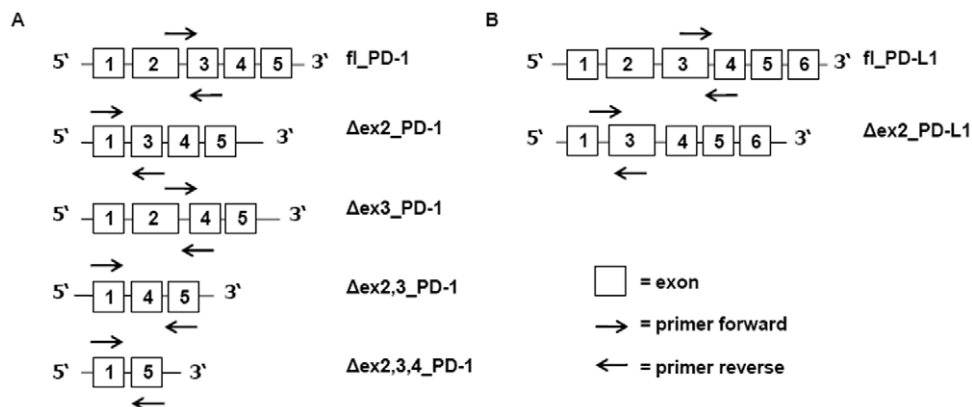 A
5‛ 1 2 3 4 5 3‛ fl_PD-1
5‛ 1 3 4 5 3‛ Δex2_PD-1
5‛ 1 2 4 5 3‛ Δex3_PD-1
5‛ 1 4 5 3‛ Δex2,3_PD-1
5‛ 1 5 3‛ Δex2,3,4_PD-1
B
5‛ 1 2 3 4 5 6 3‛ fl_PD-L1
5‛ 1 3 4 5 6 3‛ Δex2_PD-L1
= exon
= primer forward
= primer reverse